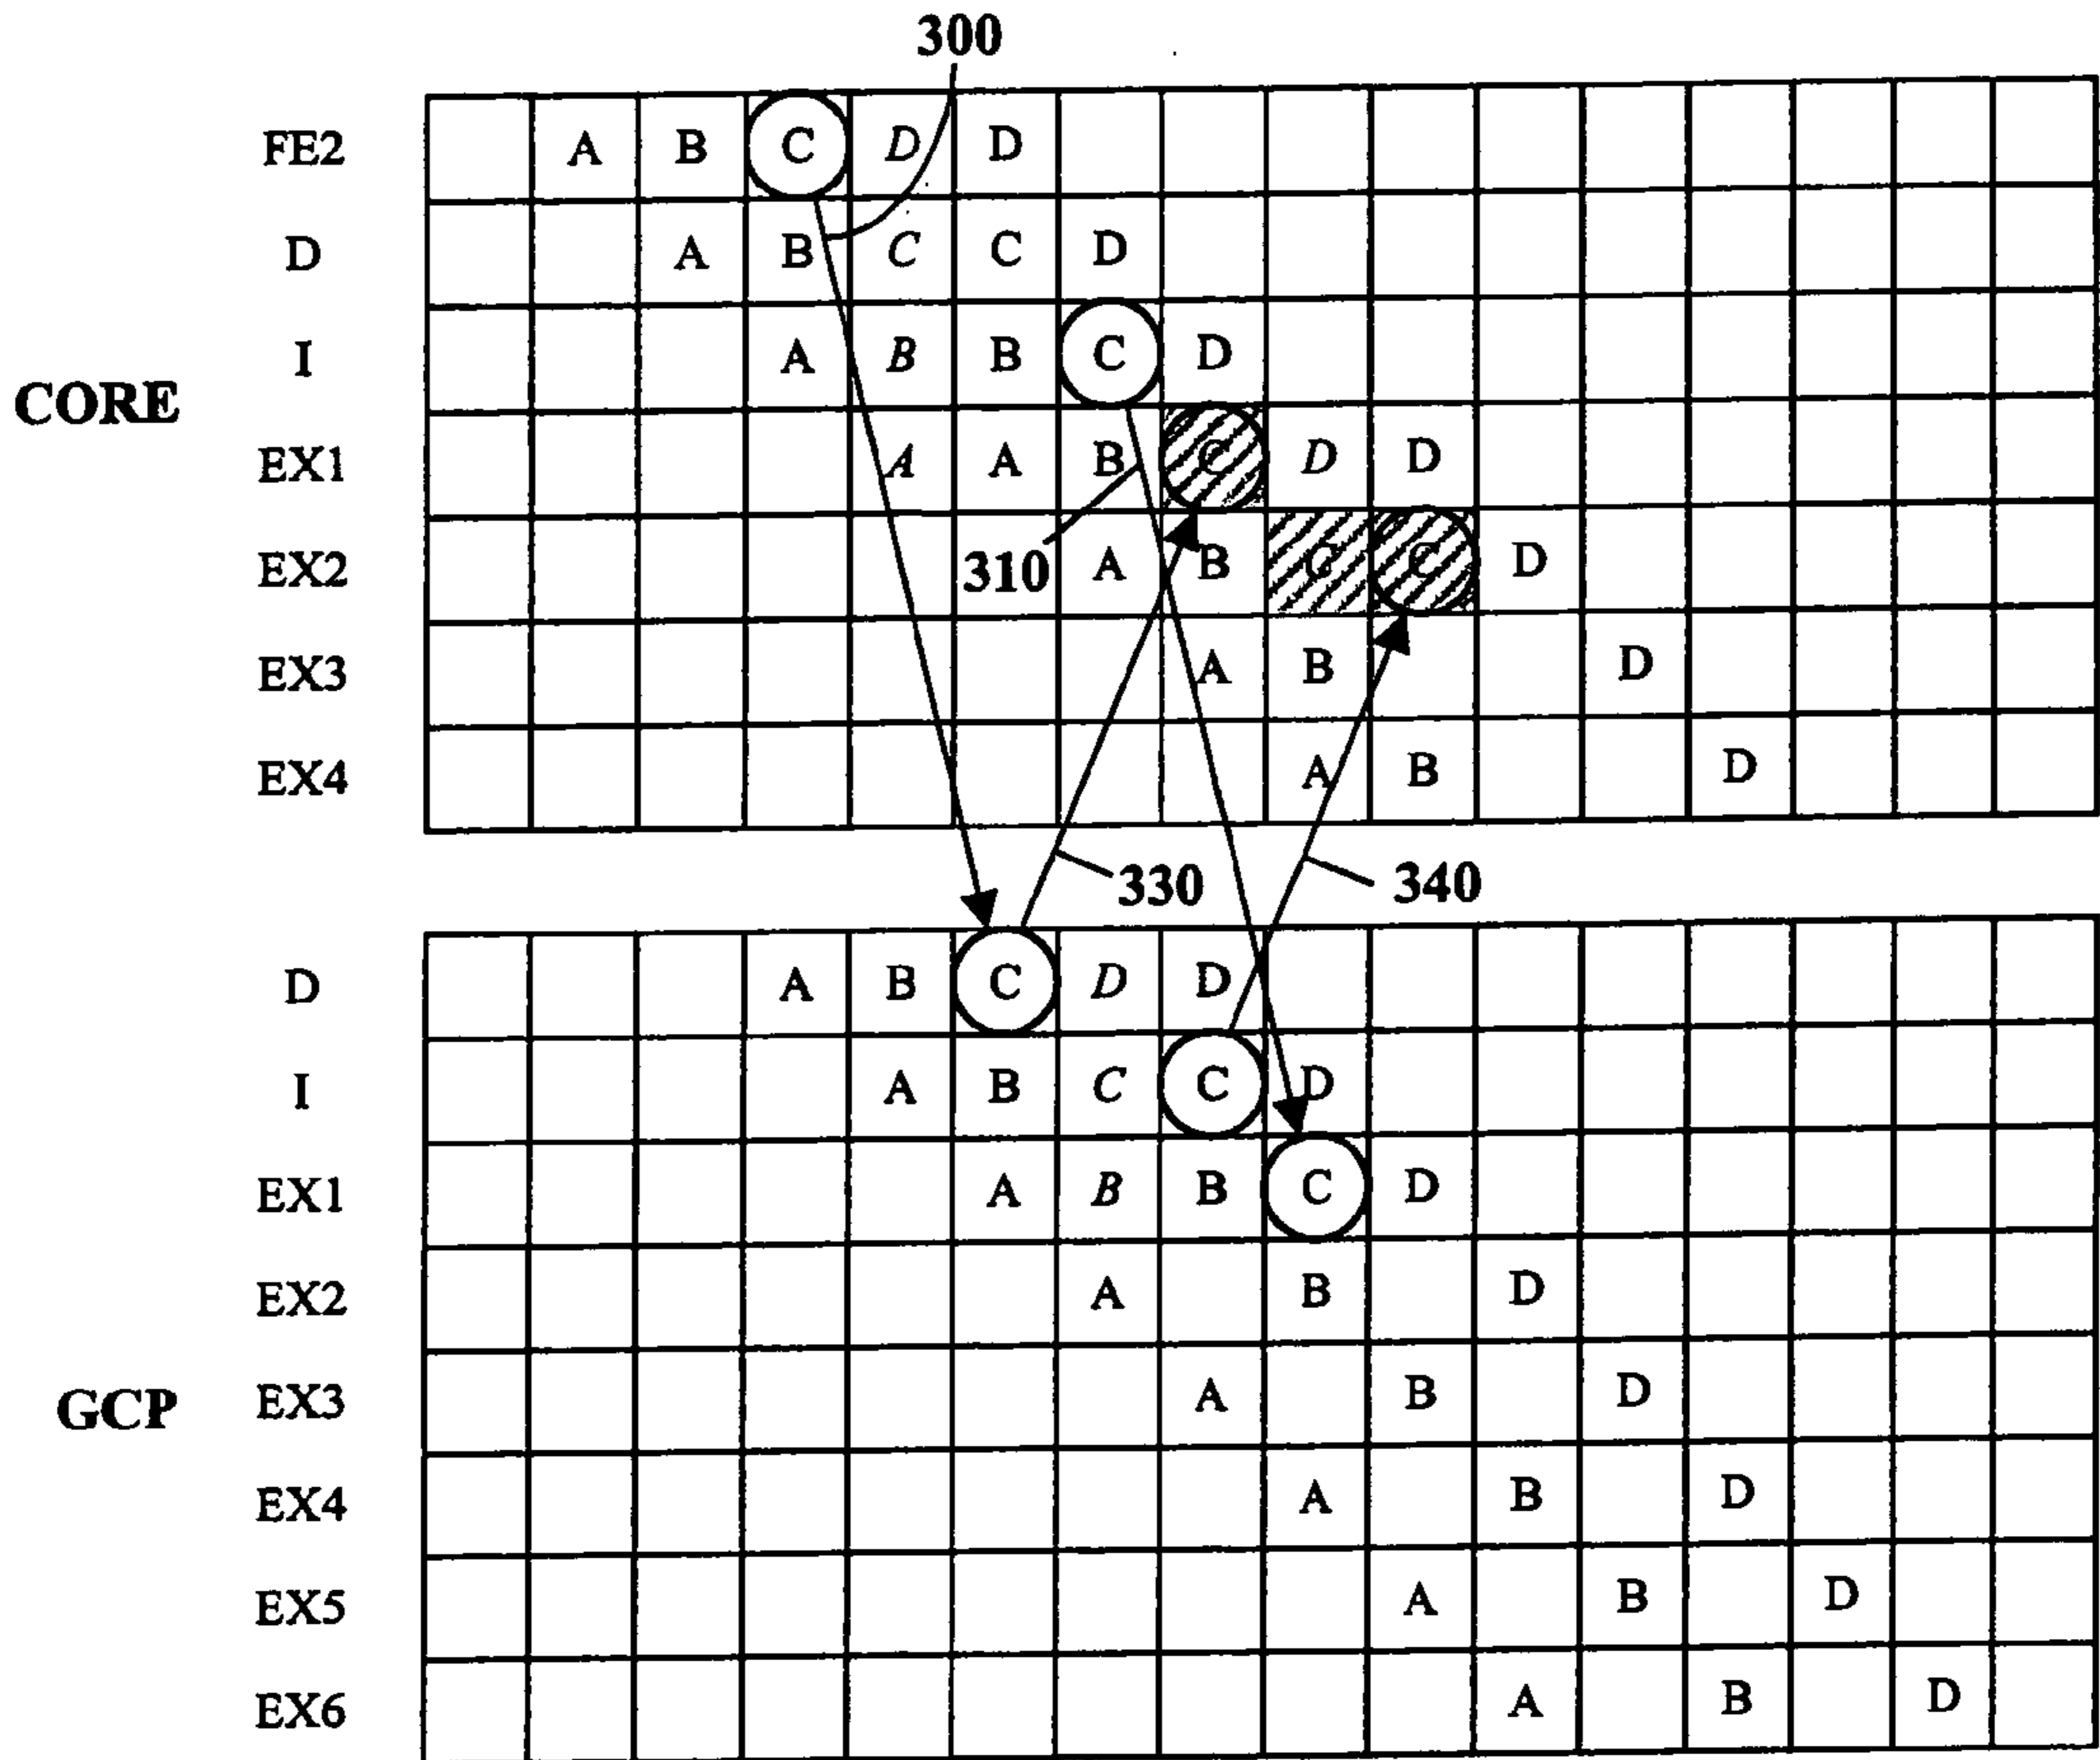 300
FE2 A B C D D
D A B C C D
I A B B C D
CORE
EX1 A A B C D D
310
EX2 A B C C D
EX3 A B D
EX4 A B D
330 340
D A B C D D
I A B C C D
EX1 A B B C D
EX2 A B D
GCP
EX3 A B D
EX4 A B D
EX5 A B D
EX6 A B D